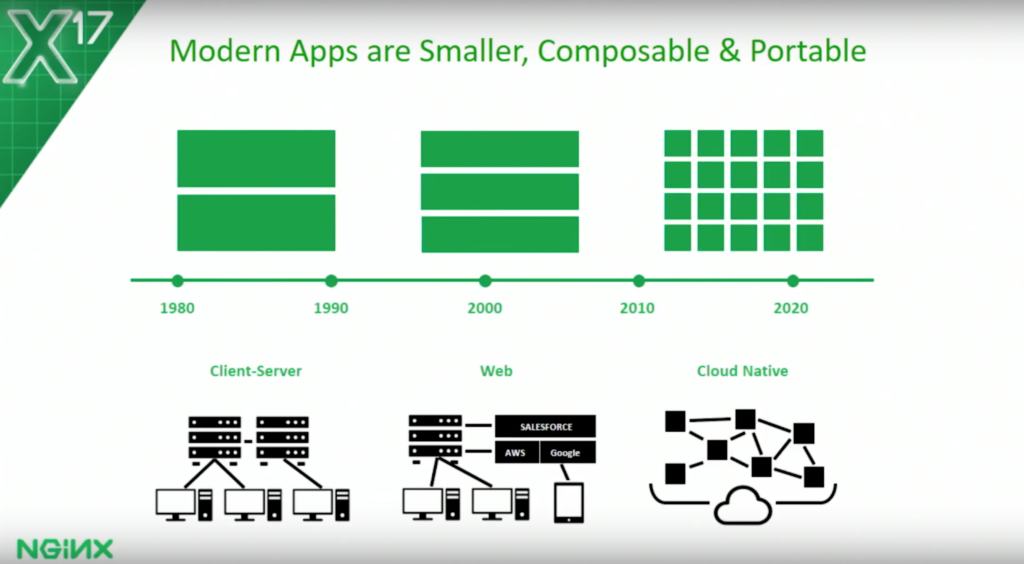 X17
Modern Apps are Smaller, Composable & Portable
1980 1990 2000 2010 2020
Client-Server Web Cloud Native
SALESFORCE
AWS Google
NGINX